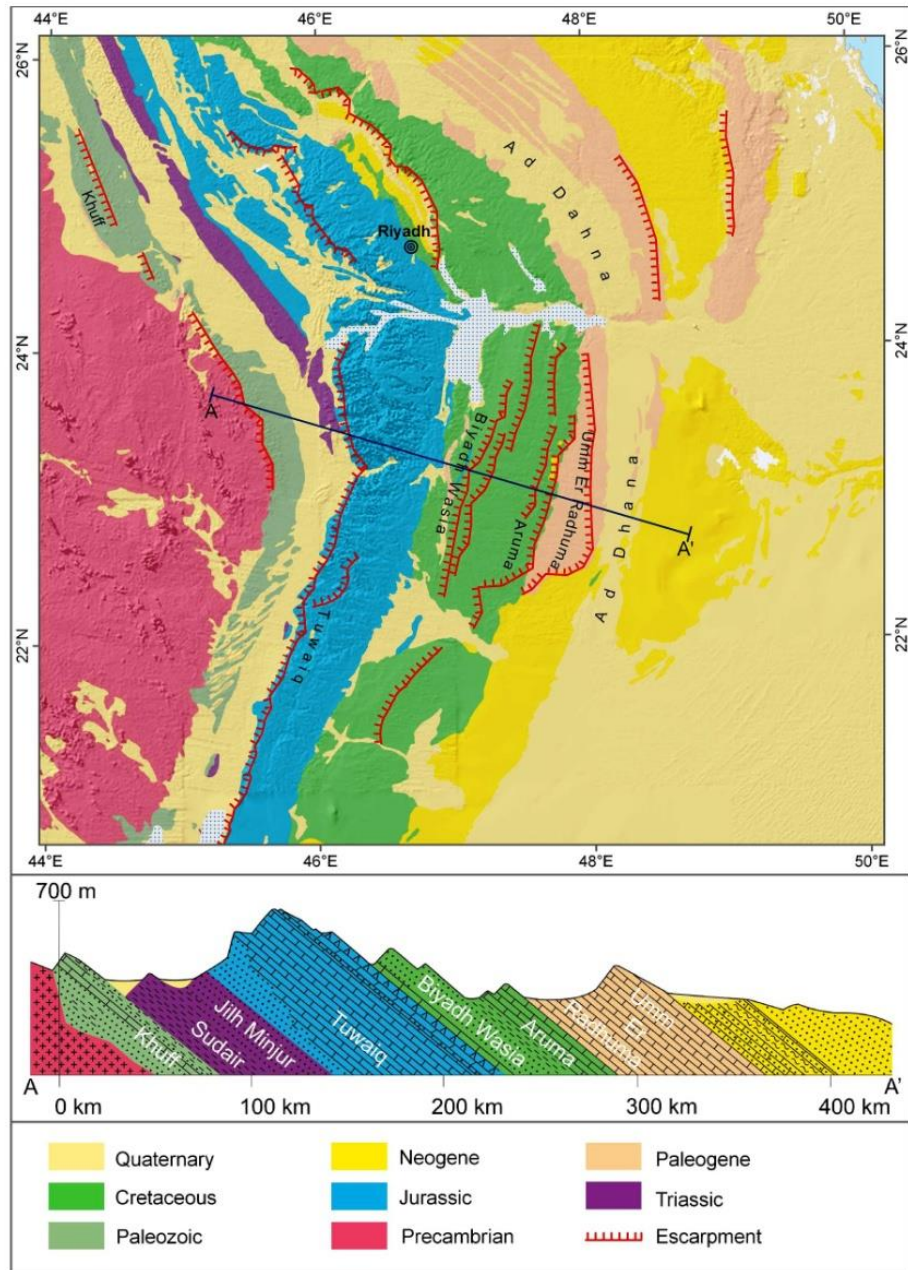 44°E 46°E 48°E 50°E
26°N 26°N
Ad Dahna
Khuff
Riyadh
24°N 24°N
A
Biyadh Wasia
Umm Er Radhuma
Aruma
Ad Dhana
A'
22°N 22°N
Tuwaiq
44°E 46°E 48°E 50°E
700 m
Khuff
Sudair
Jilh Minjur
Tuwaiq
Biyadh
Wasia
Aruma
Umm
Er
Radhuma
A A'
0 km 100 km 200 km 300 km 400 km
Quaternary Neogene Paleogene
Cretaceous Jurassic Triassic
Paleozoic Precambrian Escarpment